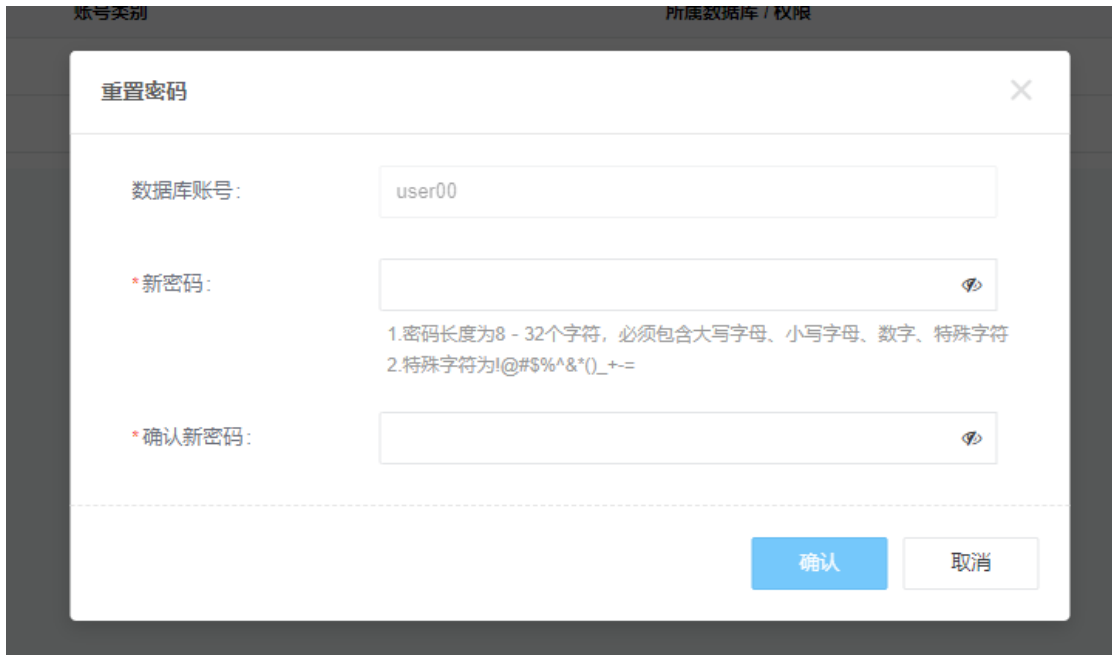 账号类别 所属数据库 / 权限
重置密码
数据库账号: user00
*新密码:
1.密码长度为8 - 32个字符，必须包含大写字母、小写字母、数字、特殊字符
2.特殊字符为!@#$%^&*()_+-=
*确认新密码:
确认 取消